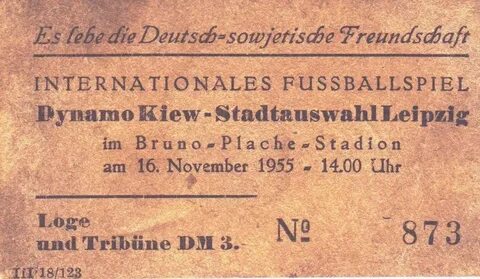 Es lebe die Deutsch-sowjetische Freundschaft
INTERNATIONALES FUSSBALLSPIEL
Dynamo Kiew - Stadtauswahl Leipzig
im Bruno-Plache-Stadion
am 16. November 1955 - 14.00 Uhr
Loge
und Tribüne DM 3.-
Nº 873
III/18/123